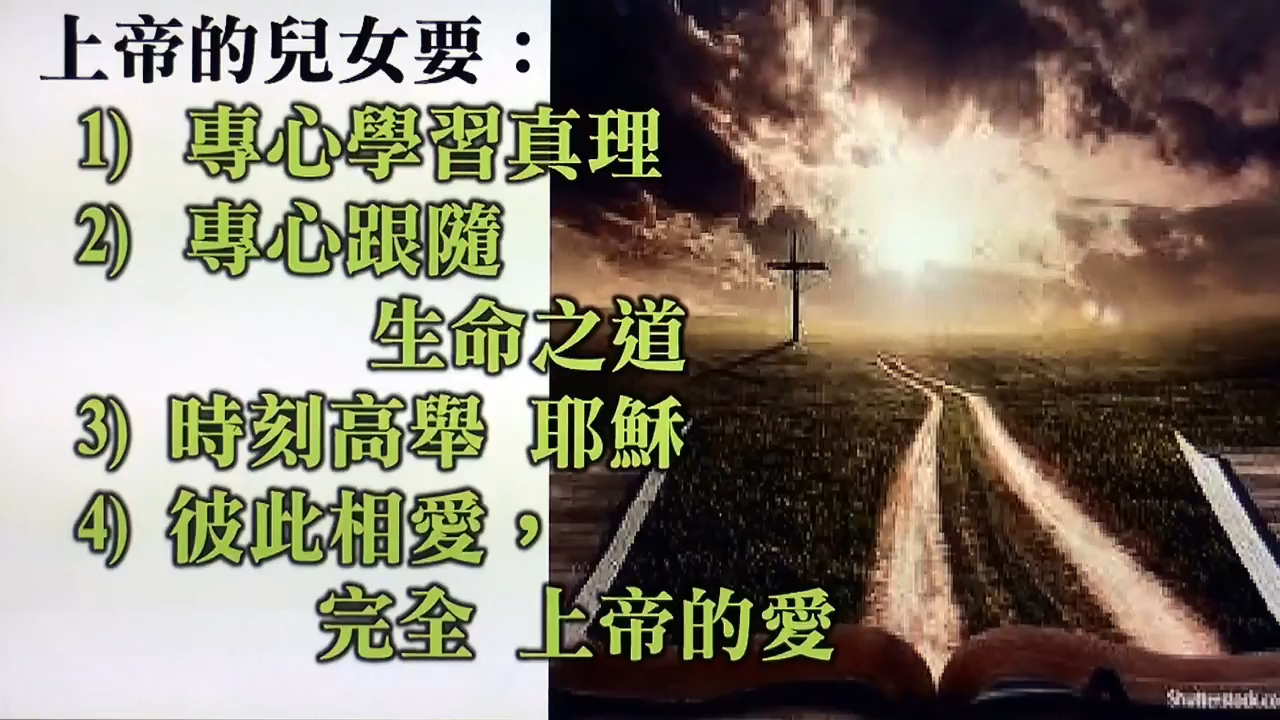 上帝的兒女要：
1) 專心學習真理
2) 專心跟隨
生命之道
3) 時刻高舉 耶穌
4) 彼此相愛，
完全 上帝的愛